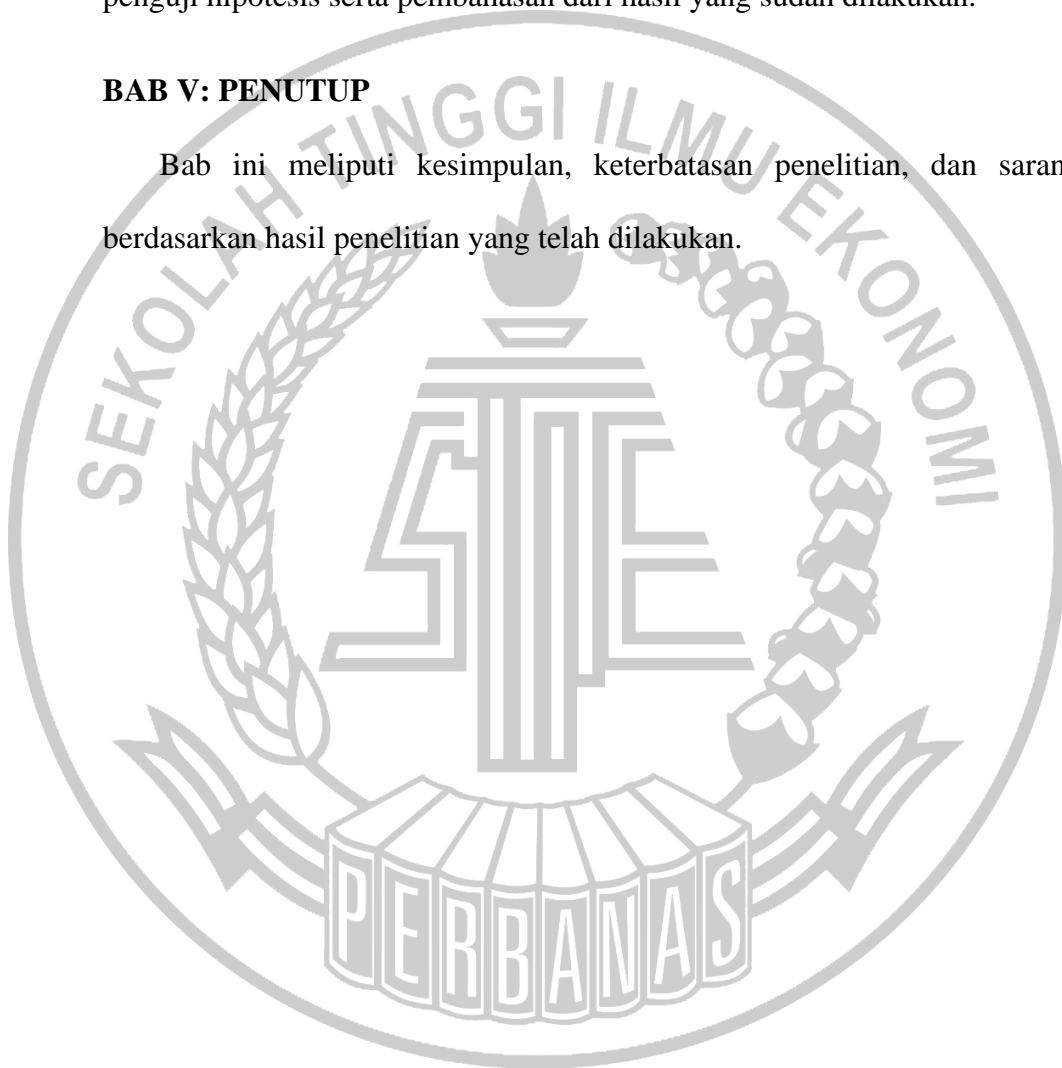 penguji hipotesis serta pembahasan dari hasil yang sudah dilakukan.
BAB V: PENUTUP
Bab ini meliputi kesimpulan, keterbatasan penelitian, dan saran
berdasarkan hasil penelitian yang telah dilakukan.
SEKOLAH TINGGI ILMU EKONOMI
STIE
PERBANAS